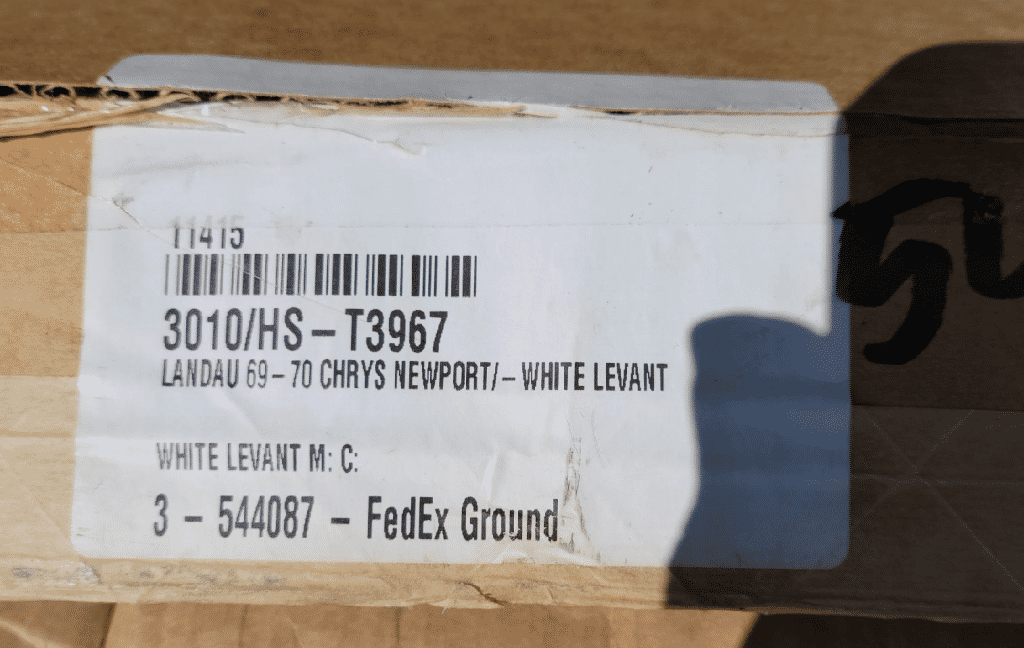 11415
3010/HS – T3967
LANDAU 69 – 70 CHRYS NEWPORT/ – WHITE LEVANT
WHITE LEVANT M: C:
3 – 544087 – FedEx Ground